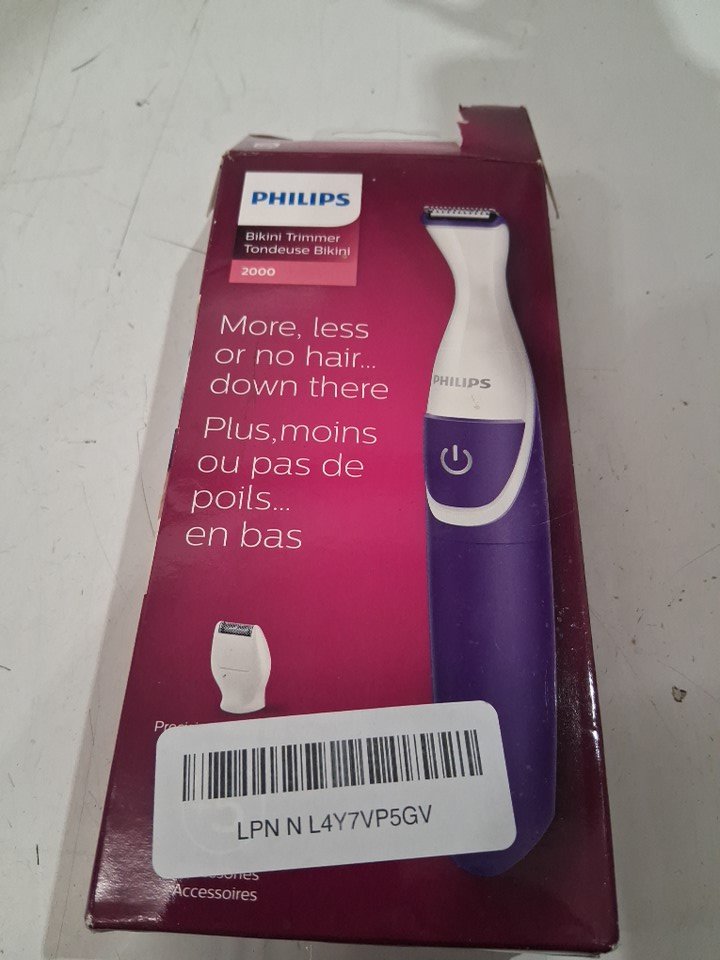 PHILIPS
Bikini Trimmer
Tondeuse Bikini
2000
More, less
or no hair...
down there
Plus,moins
ou pas de
poils...
en bas
PHILIPS
LPN N L4Y7VP5GV
Accessoires